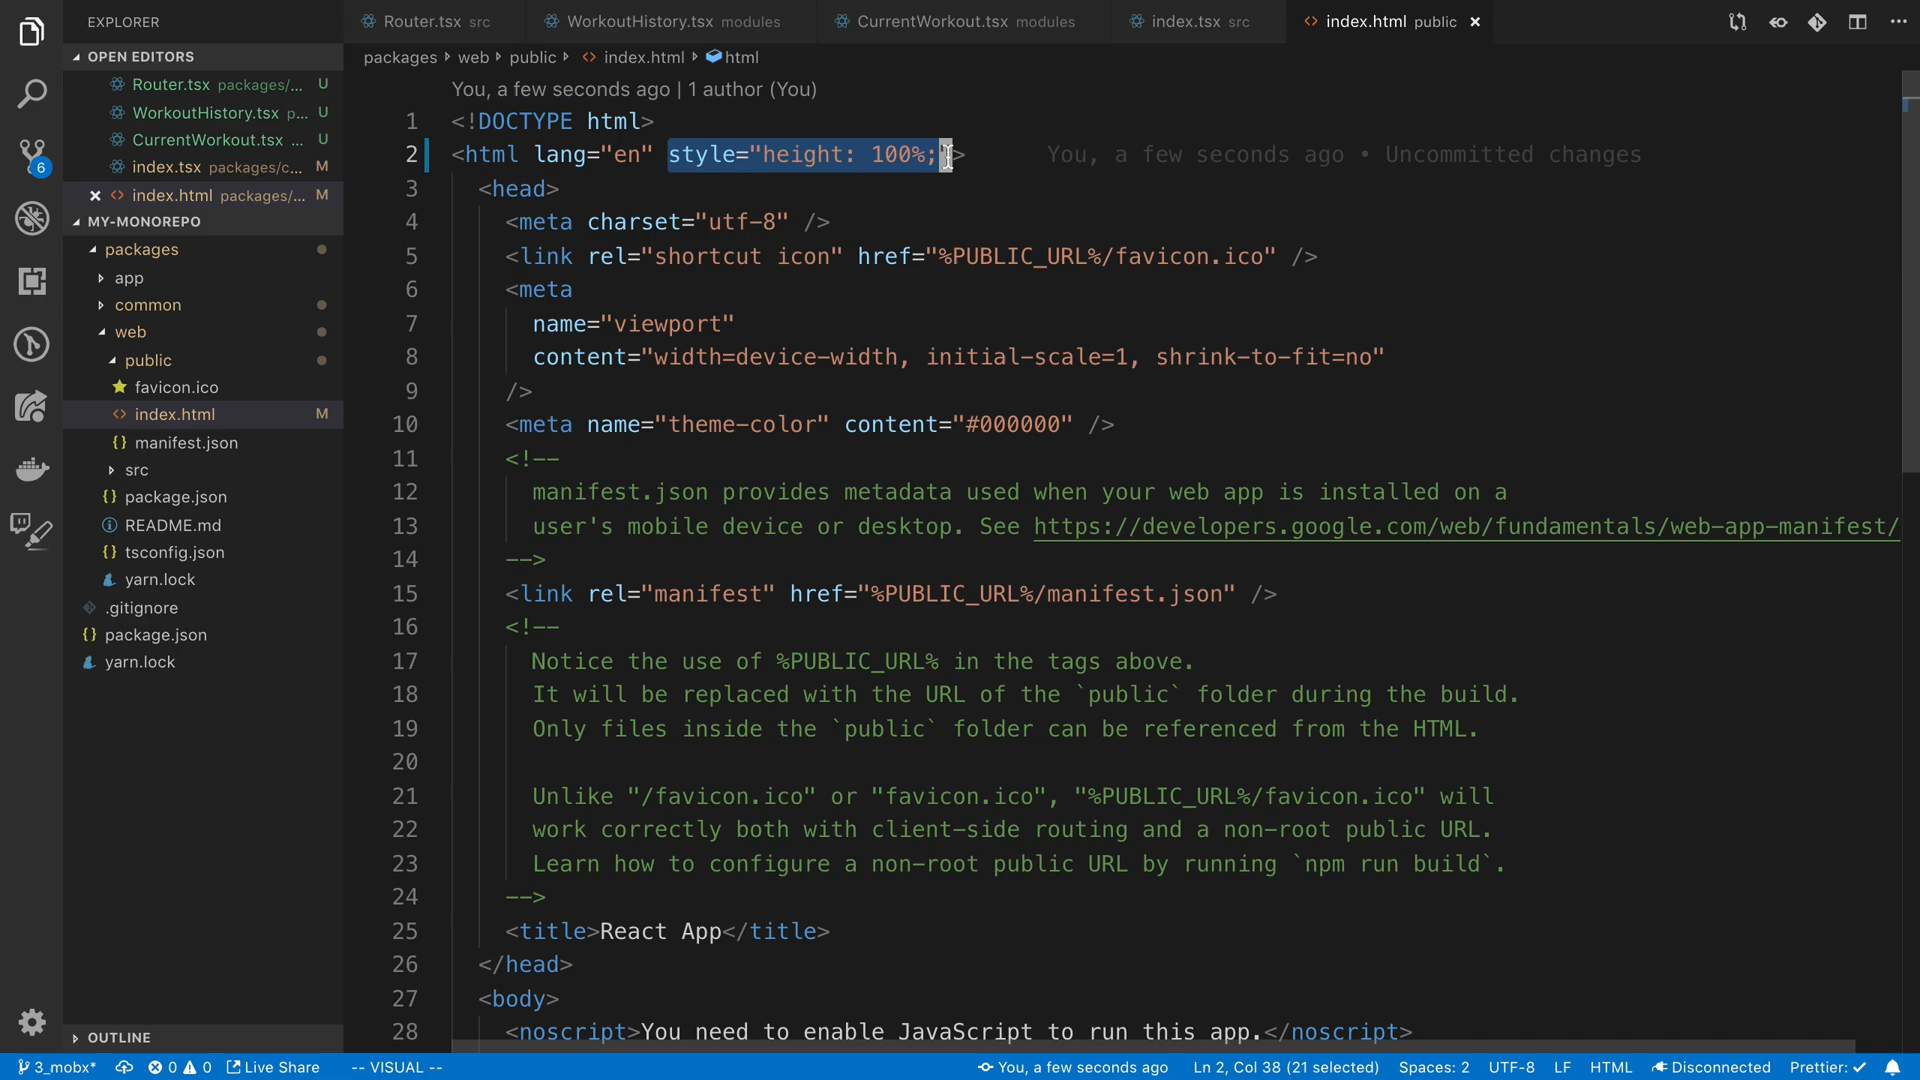 EXPLORER
OPEN EDITORS
Router.tsx packages/... U
WorkoutHistory.tsx p... U
CurrentWorkout.tsx ... U
index.tsx packages/c... M
index.html packages/... M
MY-MONOREPO
packages
app
common
web
public
favicon.ico
index.html M
manifest.json
src
package.json
README.md
tsconfig.json
yarn.lock
.gitignore
package.json
yarn.lock
OUTLINE
6
Router.tsx src
WorkoutHistory.tsx modules
CurrentWorkout.tsx modules
index.tsx src
index.html public
packages web public index.html html
You, a few seconds ago | 1 author (You)
1 <!DOCTYPE html>
2 <html lang="en" style="height: 100%;"> You, a few seconds ago • Uncommitted changes
3 <head>
4 <meta charset="utf-8" />
5 <link rel="shortcut icon" href="%PUBLIC_URL%/favicon.ico" />
6 <meta
7 name="viewport"
8 content="width=device-width, initial-scale=1, shrink-to-fit=no"
9 />
10 <meta name="theme-color" content="#000000" />
11 <!--
12 manifest.json provides metadata used when your web app is installed on a
13 user's mobile device or desktop. See https://developers.google.com/web/fundamentals/web-app-manifest/
14 -->
15 <link rel="manifest" href="%PUBLIC_URL%/manifest.json" />
16 <!--
17 Notice the use of %PUBLIC_URL% in the tags above.
18 It will be replaced with the URL of the `public` folder during the build.
19 Only files inside the `public` folder can be referenced from the HTML.
20
21 Unlike "/favicon.ico" or "favicon.ico", "%PUBLIC_URL%/favicon.ico" will
22 work correctly both with client-side routing and a non-root public URL.
23 Learn how to configure a non-root public URL by running `npm run build`.
24 -->
25 <title>React App</title>
26 </head>
27 <body>
28 <noscript>You need to enable JavaScript to run this app.</noscript>
3_mobx* 0 0 Live Share -- VISUAL -- You, a few seconds ago Ln 2, Col 38 (21 selected) Spaces: 2 UTF-8 LF HTML Disconnected Prettier: ✓